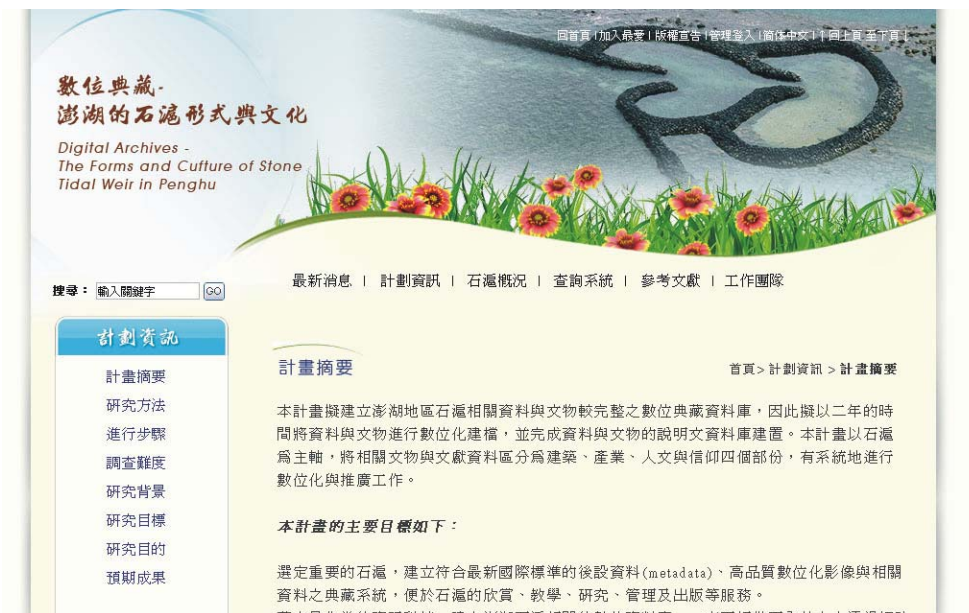 回首頁 | 加入最愛 | 版權宣告 | 管理登入 | 簡体中文 | | 回上頁 至下頁 |
數位典藏-
澎湖的石滬形式與文化
Digital Archives -
The Forms and Cufture of Stone
Tidal Weir in Penghu
最新消息 | 計劃資訊 | 石滬概況 | 查詢系統 | 參考文獻 | 工作團隊
搜尋： 輸入關鍵字 GO
計劃資訊
計畫摘要
研究方法
進行步驟
調查難度
研究背景
研究目標
研究目的
預期成果
計畫摘要
首頁> 計劃資訊 > 計畫摘要
本計畫擬建立澎湖地區石滬相關資料與文物較完整之數位典藏資料庫，因此擬以二年的時
間將資料與文物進行數位化建檔，並完成資料與文物的說明文資料庫建置。本計畫以石滬
為主軸，將相關文物與文獻資料區分為建築、產業、人文與信仰四個部份，有系統地進行
數位化與推廣工作。
本計畫的主要目標如下：
選定重要的石滬，建立符合最新國際標準的後設資料(metadata)、高品質數位化影像與相關
資料之典藏系統，便於石滬的欣賞、教學、研究、管理及出版等服務。